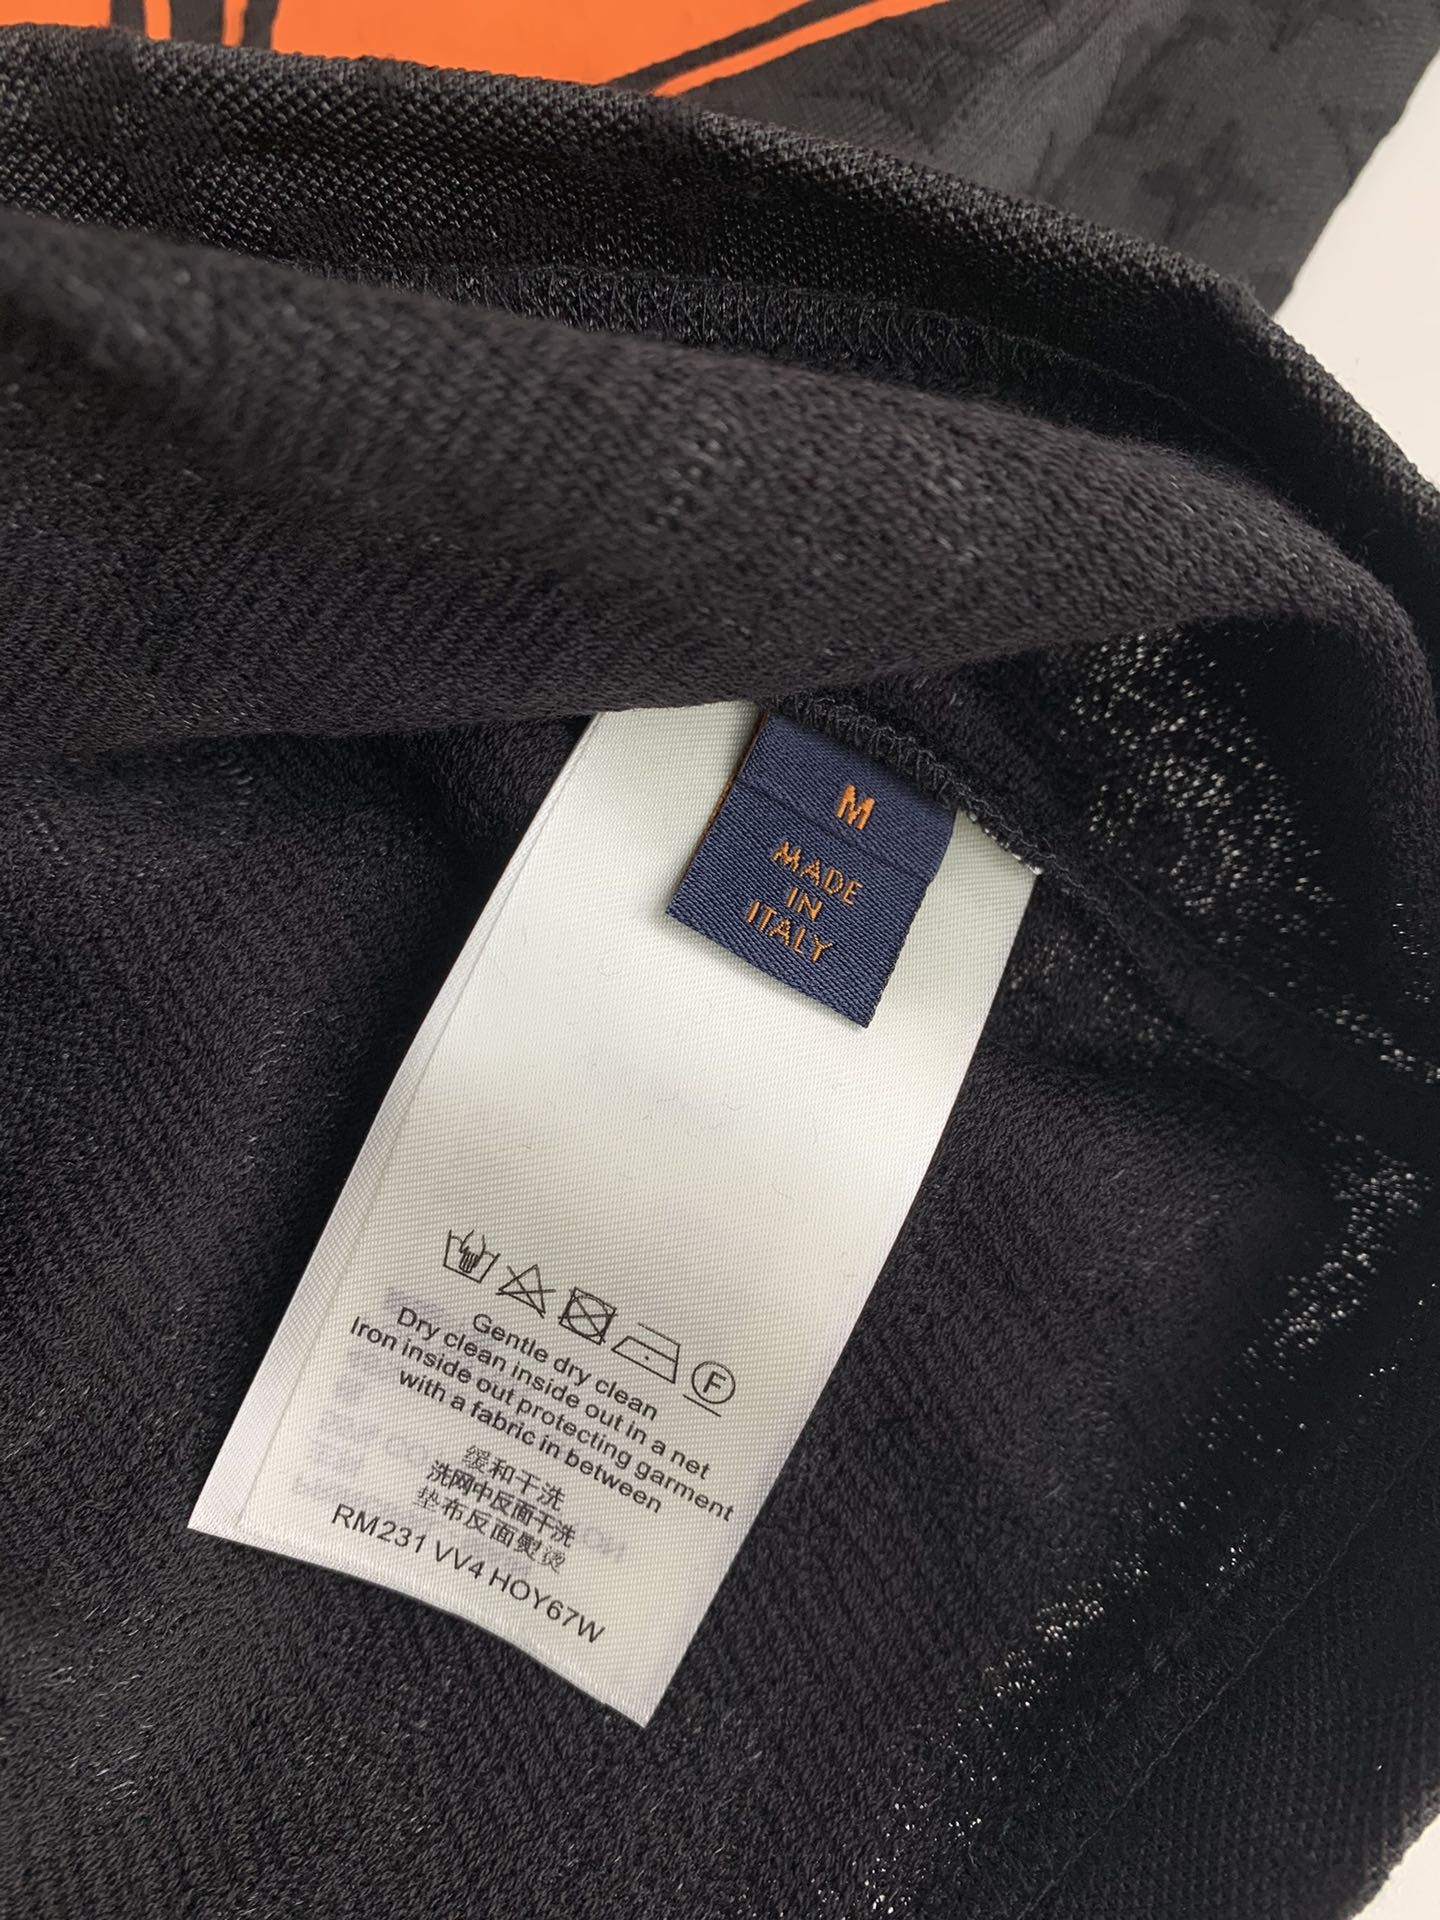 M
MADE
IN
ITALY
F
Gentle dry clean
Dry clean inside out in a net
Iron inside out protecting garment
with a fabric in between
缓和干洗
洗网中反面干洗
垫布反面熨烫
RM231 VV4 HOY67W